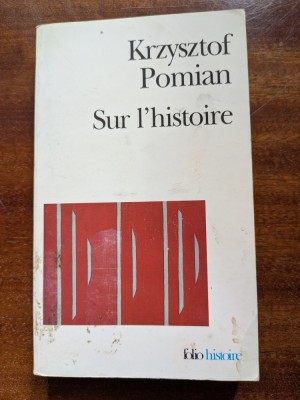 Krzysztof
Pomian
Sur l'histoire
folio histoire